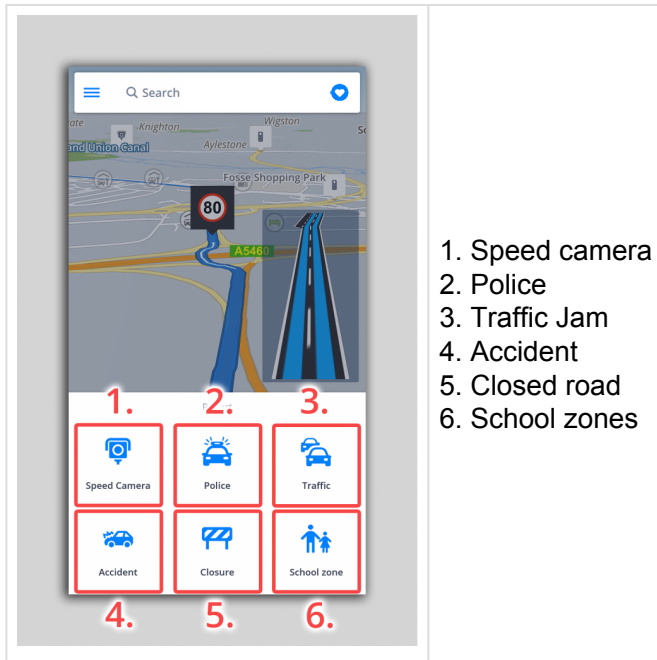 Search
Knighton
Wigston
and Union Canal
Aylestone
Fosse Shopping Park
80
A5460
1.
2.
3.
Speed Camera
Police
Traffic
Accident
Closure
School zone
4.
5.
6.
1. Speed camera
2. Police
3. Traffic Jam
4. Accident
5. Closed road
6. School zones